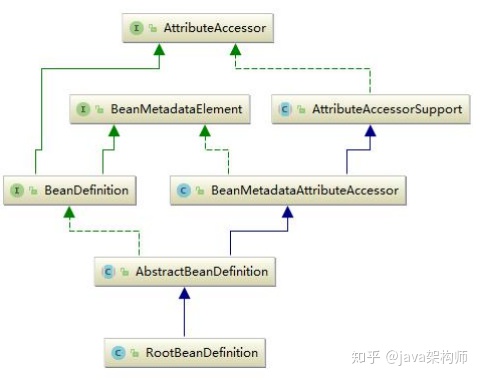 AttributeAccessor
BeanMetadataElement
AttributeAccessorSupport
BeanDefinition
BeanMetadataAttributeAccessor
AbstractBeanDefinition
RootBeanDefinition
知乎 @java架构师